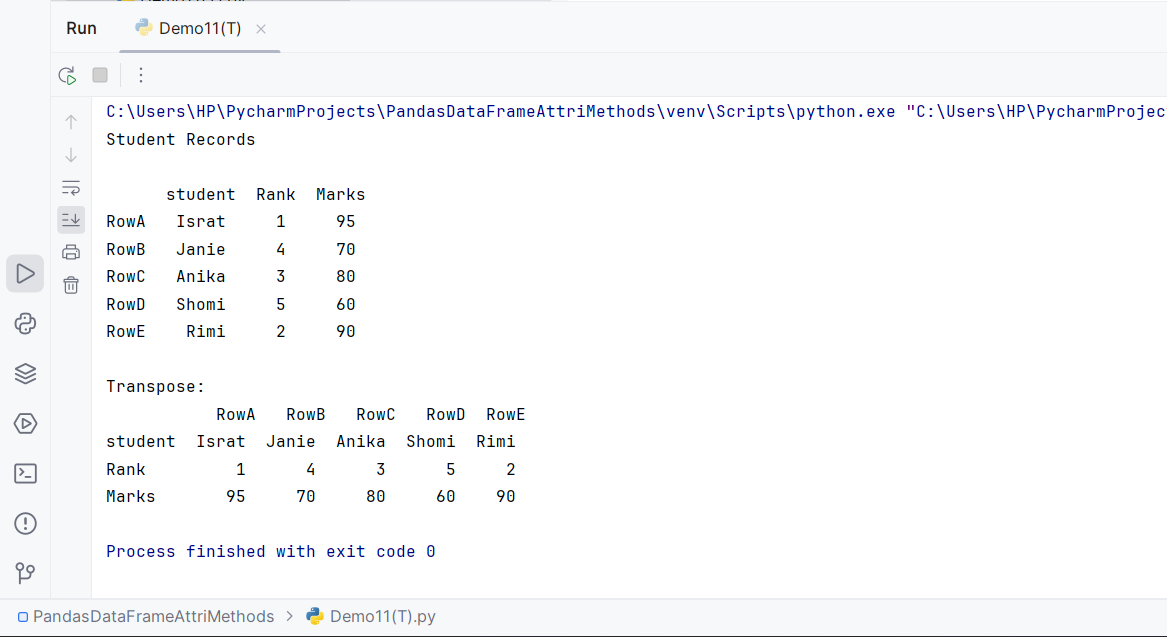 Run Demo11(T)
C:\Users\HP\PycharmProjects\PandasDataFrameAttriMethods\venv\Scripts\python.exe "C:\Users\HP\PycharmProjec
Student Records
student Rank Marks
RowA Israt 1 95
RowB Janie 4 70
RowC Anika 3 80
RowD Shomi 5 60
RowE Rimi 2 90
Transpose:
RowA RowB RowC RowD RowE
student Israt Janie Anika Shomi Rimi
Rank 1 4 3 5 2
Marks 95 70 80 60 90
Process finished with exit code 0
PandasDataFrameAttriMethods > Demo11(T).py